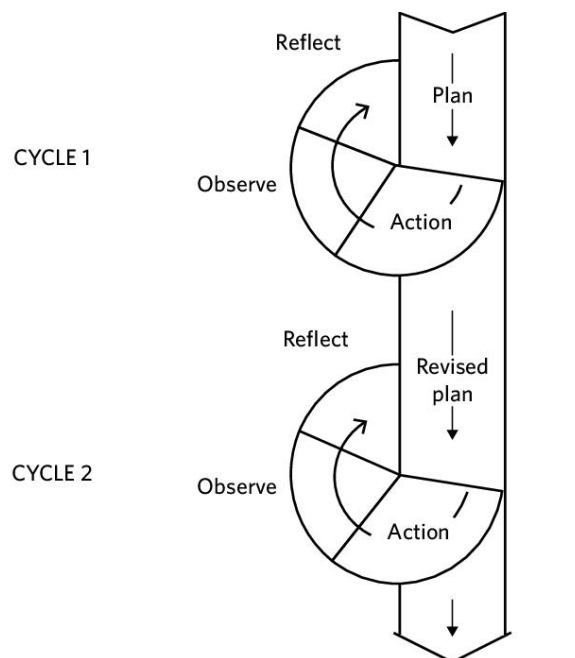 Reflect
Plan
CYCLE 1
Observe
Action
Reflect
Revised
plan
CYCLE 2
Observe
Action